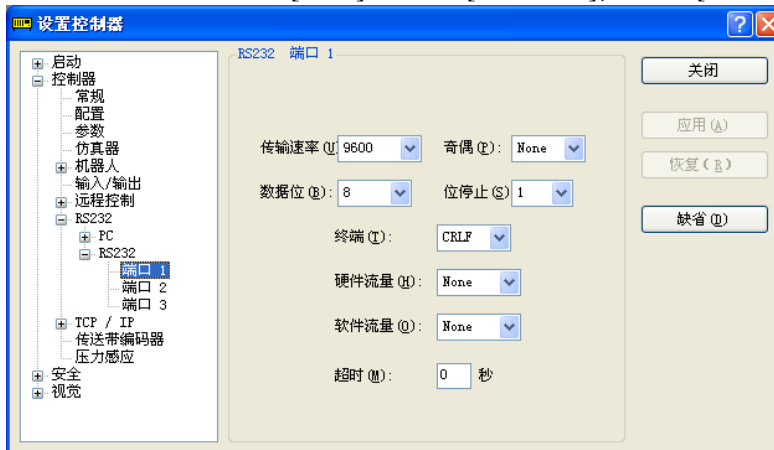 设置控制器
启动
控制器
常规
配置
参数
仿真器
机器人
输入/输出
远程控制
RS232
PC
RS232
端口 1
端口 2
端口 3
TCP / IP
传送带编码器
压力感应
安全
视觉
RS232 端口 1
传输速率(U 9600 奇偶(P): None
数据位(B): 8 位停止(S) 1
终端(T): CRLF
硬件流量(H): None
软件流量(O): None
超时(M): 0 秒
关闭
应用(A)
恢复(R)
缺省(D)